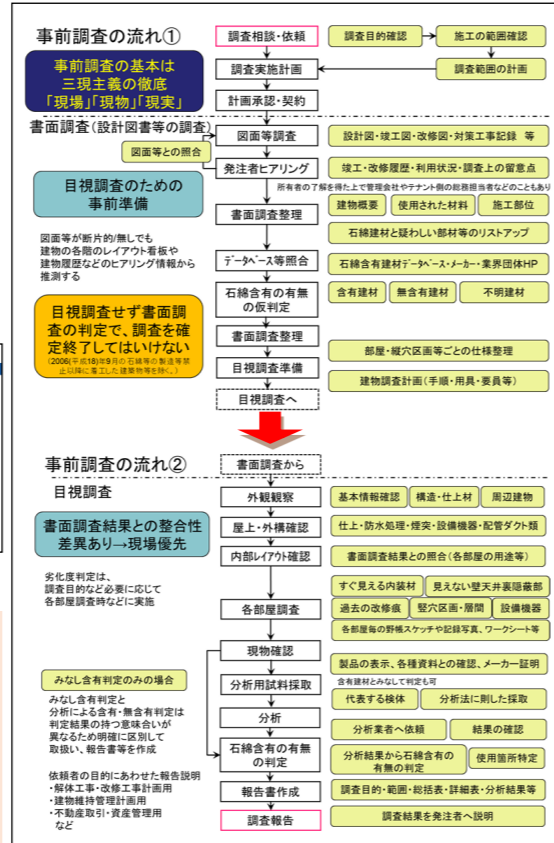 事前調査の流れ①
調査相談・依頼
調査目的確認
施工の範囲確認
事前調査の基本は
三現主義の徹底
「現場」「現物」「現実」
調査実施計画
調査範囲の計画
計画承認・契約
書面調査(設計図書等の調査)
図面等調査
設計図・竣工図・改修図・対策工事記録 等
図面等との照合
発注者ヒアリング
竣工・改修履歴・利用状況・調査上の留意点
所有者の了解を得た上で管理会社やテナント側の総務担当者などのこともあり
目視調査のための
事前準備
書面調査整理
建物概要
使用された材料
施工部位
石綿建材と疑わしい部材等のリストアップ
図面等が断片的/無しでも
建物の各階のレイアウト看板や
建物履歴などのヒアリング情報から
推測する
データベース等照合
石綿含有建材データベース・メーカー・業界団体HP
石綿含有の有無
の仮判定
含有建材
無含有建材
不明建材
目視調査せず書面調
査の判定で、調査を確
定終了してはいけない
(2006(平成18)年9月の石綿等の製造等禁
止以降に着工した建築物等を除く。)
書面調査整理
部屋・縦穴区画等ごとの仕様整理
目視調査準備
建物調査計画(手順・用具・要員等)
目視調査へ
事前調査の流れ②
書面調査から
目視調査
外観観察
基本情報確認
構造・仕上材
周辺建物
書面調査結果との整合性
差異あり→現場優先
屋上・外構確認
仕上・防水処理・煙突・設備機器・配管ダクト類
内部レイアウト確認
書面調査結果との照合(各部屋の用途等)
劣化度判定は、
調査目的など必要に応じて
各部屋調査時などに実施
各部屋調査
すぐ見える内装材
見えない壁天井裏隠蔽部
過去の改修痕
竪穴区画・層間
設備機器
各部屋毎の野帳スケッチや記録写真、ワークシート等
現物確認
製品の表示、各種資料との確認、メーカー証明
含有建材とみなして判定も可
みなし含有判定のみの場合
分析用試料採取
代表する検体
分析法に則した採取
みなし含有判定と
分析による含有・無含有判定は
判定結果の持つ意味合いが
異なるため明確に区別して
取扱い、報告書等を作成
分析
分析業者へ依頼
結果の確認
石綿含有の有無
の判定
分析結果から石綿含有の
有無の判定
使用箇所特定
依頼者の目的にあわせた報告説明
・解体工事・改修工事計画用
・建物維持管理計画用
・不動産取引・資産管理用
など
報告書作成
調査目的・範囲・総括表・詳細表・分析結果等
調査報告
調査結果を発注者へ説明